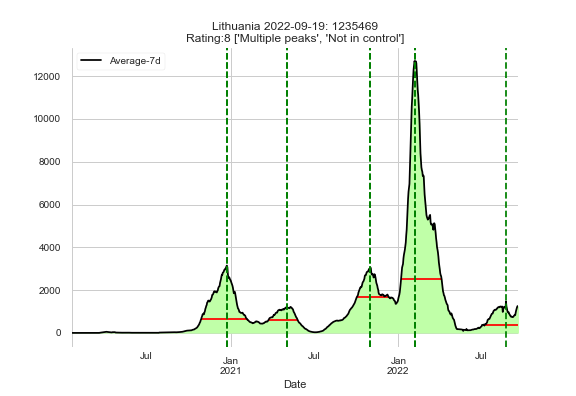 Lithuania 2022-09-19: 1235469
Rating:8 ['Multiple peaks', 'Not in control']
Average-7d
12000
10000
8000
6000
4000
2000
0
Jul
Jan
2021
Jul
Jan
2022
Jul
Date